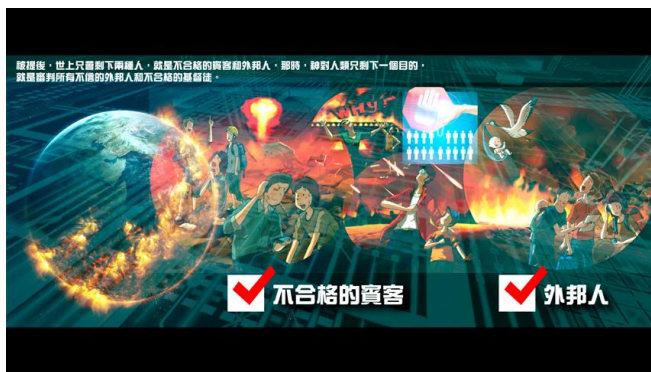 被提後，世上只會剩下兩種人，就是不合格的賓客和外邦人，那時，神對人類只剩下一個目的，
就是審判所有不信的外邦人和不合格的基督徒。
WHY?
不合格的賓客
外邦人